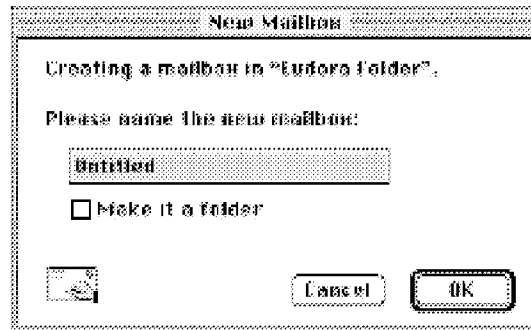 New Mailbox
Creating a mailbox in “Eudora Folder”.
Please name the new mailbox:
Untitled
Make it a folder
Cancel
OK